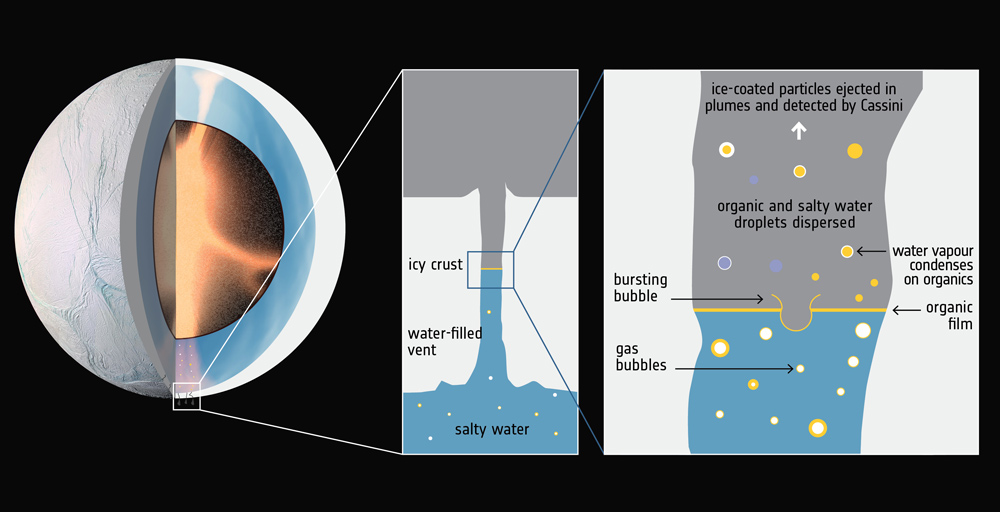 icy crust
water-filled
vent
salty water
ice-coated particles ejected in
plumes and detected by Cassini
organic and salty water
droplets dispersed
water vapour
condenses
on organics
bursting
bubble
organic
film
gas
bubbles